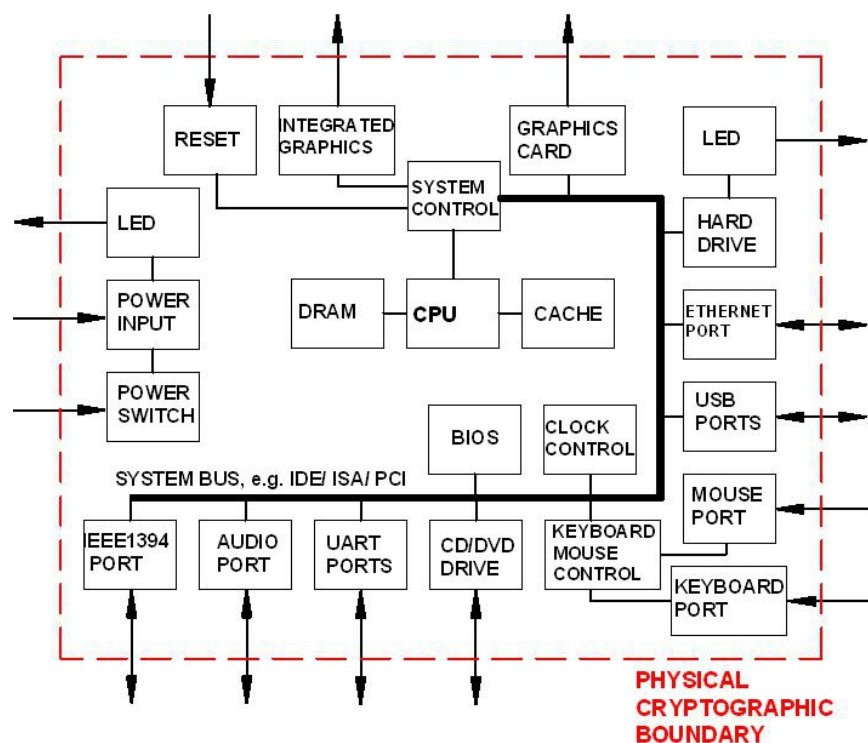 RESET
INTEGRATED
GRAPHICS
GRAPHICS
CARD
LED
SYSTEM
CONTROL
LED
HARD
DRIVE
POWER
INPUT
DRAM
CPU
CACHE
ETHERNET
PORT
POWER
SWITCH
USB
PORTS
BIOS
CLOCK
CONTROL
SYSTEM BUS, e.g. IDE/ ISA/ PCI
MOUSE
PORT
IEEE1394
PORT
AUDIO
PORT
UART
PORTS
CD/DVD
DRIVE
KEYBOARD
MOUSE
CONTROL
KEYBOARD
PORT
PHYSICAL
CRYPTOGRAPHIC
BOUNDARY